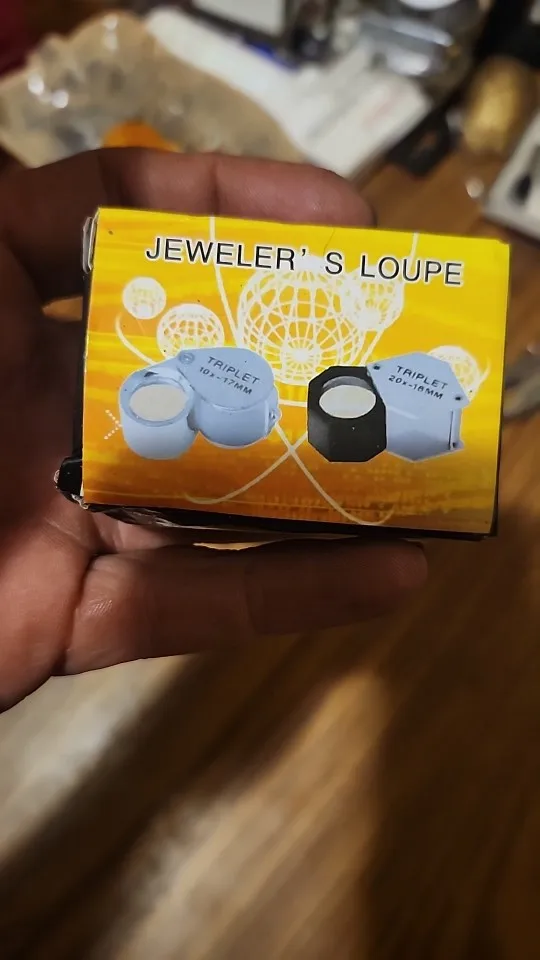 JEWELER' S LOUPE
TRIPLET
10x-17MM
TRIPLET
20x-18MM